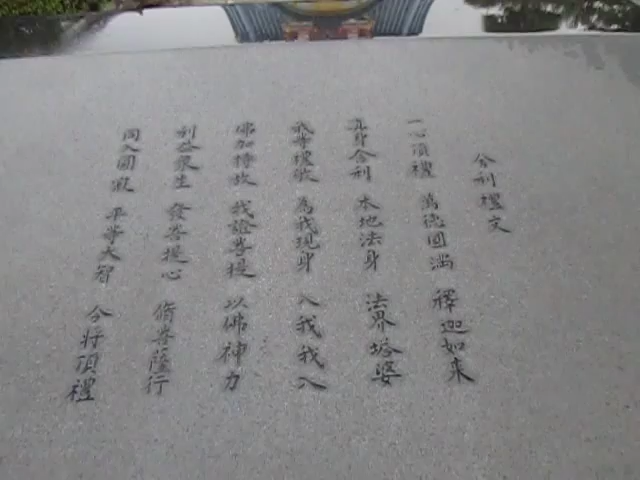 舎利禮文
一心頂禮 萬徳圓満 釋迦如来
真身舎利 本地法身 法界塔婆
我等禮敬 為我現身 入我我入
佛加持故 我證菩提 以佛神力
利益衆生 發菩提心 脩菩薩行
同入圓寂 平等大智 今将頂禮